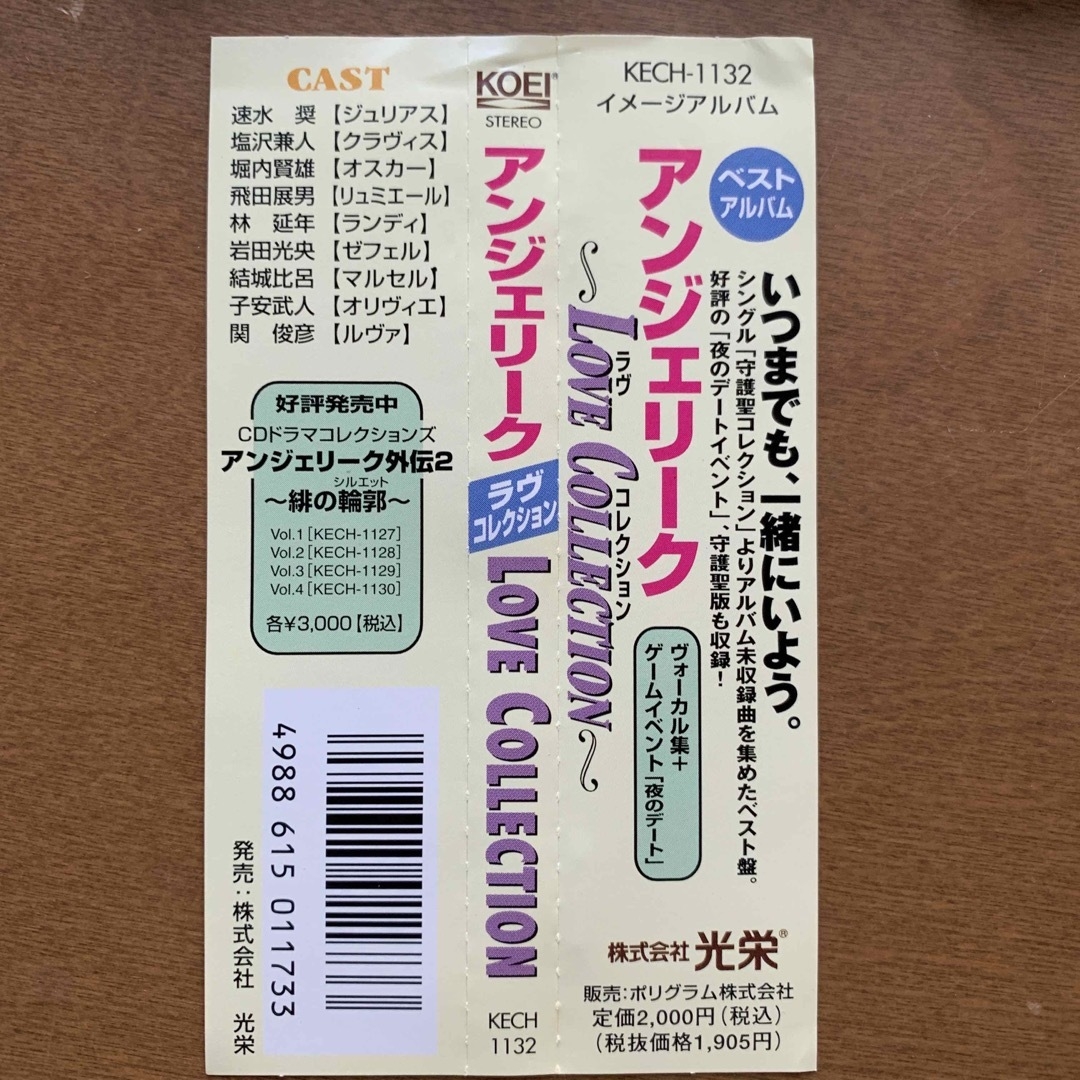 CAST
速水 奨【ジュリアス】
塩沢兼人【クラヴィス】
堀内賢雄【オスカー】
飛田展男【リュミエール】
林 延年【ランディ】
岩田光央【ゼフェル】
結城比呂【マルセル】
子安武人【オリヴィエ】
関 俊彦【ルヴァ】
好評発売中
CDドラマコレクションズ
アンジェリーク外伝2
シルエット
〜緋の輪郭〜
Vol.1[KECH-1127]
Vol.2[KECH-1128]
Vol.3[KECH-1129]
Vol.4[KECH-1130]
各¥3,000【税込】
4988 615 011733
発売:株式会社 光栄
KOEI®
STEREO
アンジェリーク
ラヴ
コレクション
LOVE COLLECTION
KECH
1132
KECH-1132
イメージアルバム
ベスト
アルバム
アンジェリーク
〜LOVE COLLECTION〜
ラヴ コレクション
いつまでも、一緒にいよう。
シングル「守護聖コレクション」よりアルバム未収録曲を集めたベスト盤。
好評の「夜のデートイベント」、守護聖版も収録!
ヴォーカル集+
ゲームイベント「夜のデート」
株式会社 光栄®
販売:ポリグラム株式会社
定価2,000円(税込)
(税抜価格1,905円)